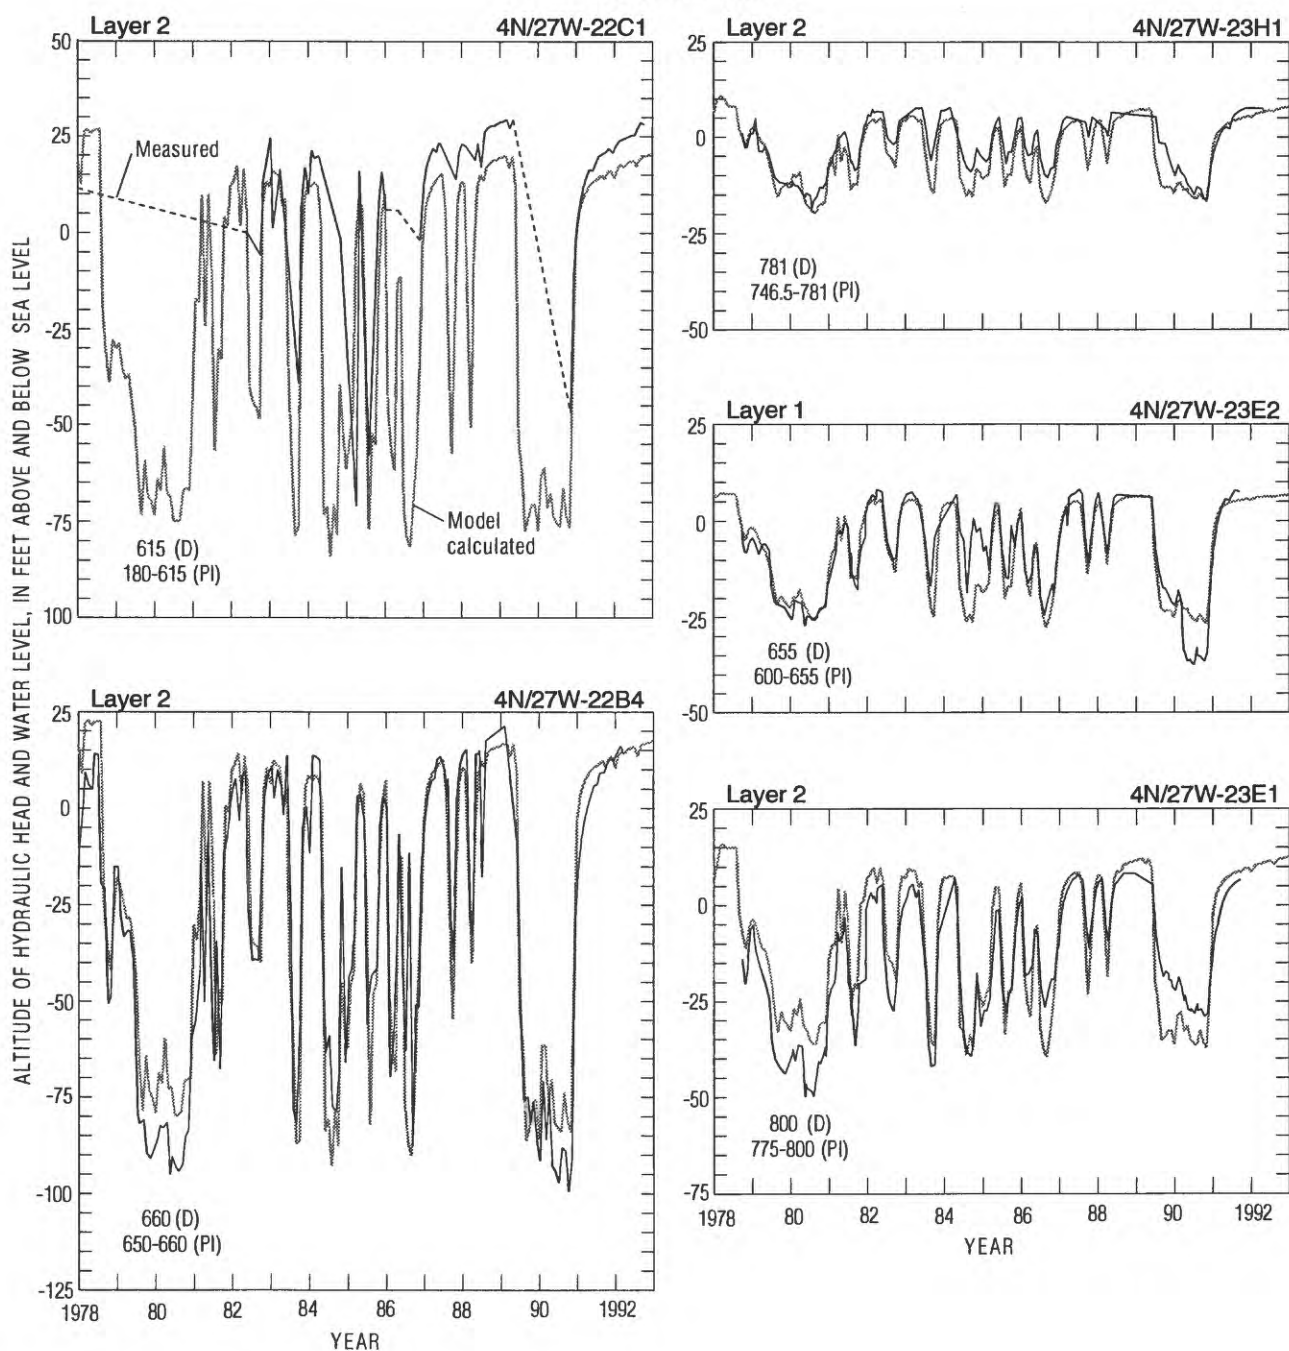 ALTITUDE OF HYDRAULIC HEAD AND WATER LEVEL, IN FEET ABOVE AND BELOW SEA LEVEL
Layer 2 4N/27W-22C1
50
25
0
-25
-50
-75
100
Measured
Model
calculated
615 (D)
180-615 (PI)
Layer 2 4N/27W-22B4
25
0
-25
-50
-75
-100
-125
660 (D)
650-660 (PI)
1978 80 82 84 86 88 90 1992
YEAR
Layer 2 4N/27W-23H1
25
0
-25
-50
781 (D)
746.5-781 (PI)
Layer 1 4N/27W-23E2
25
0
-25
-50
655 (D)
600-655 (PI)
Layer 2 4N/27W-23E1
25
0
-25
-50
-75
800 (D)
775-800 (PI)
1978 80 82 84 86 88 90 1992
YEAR